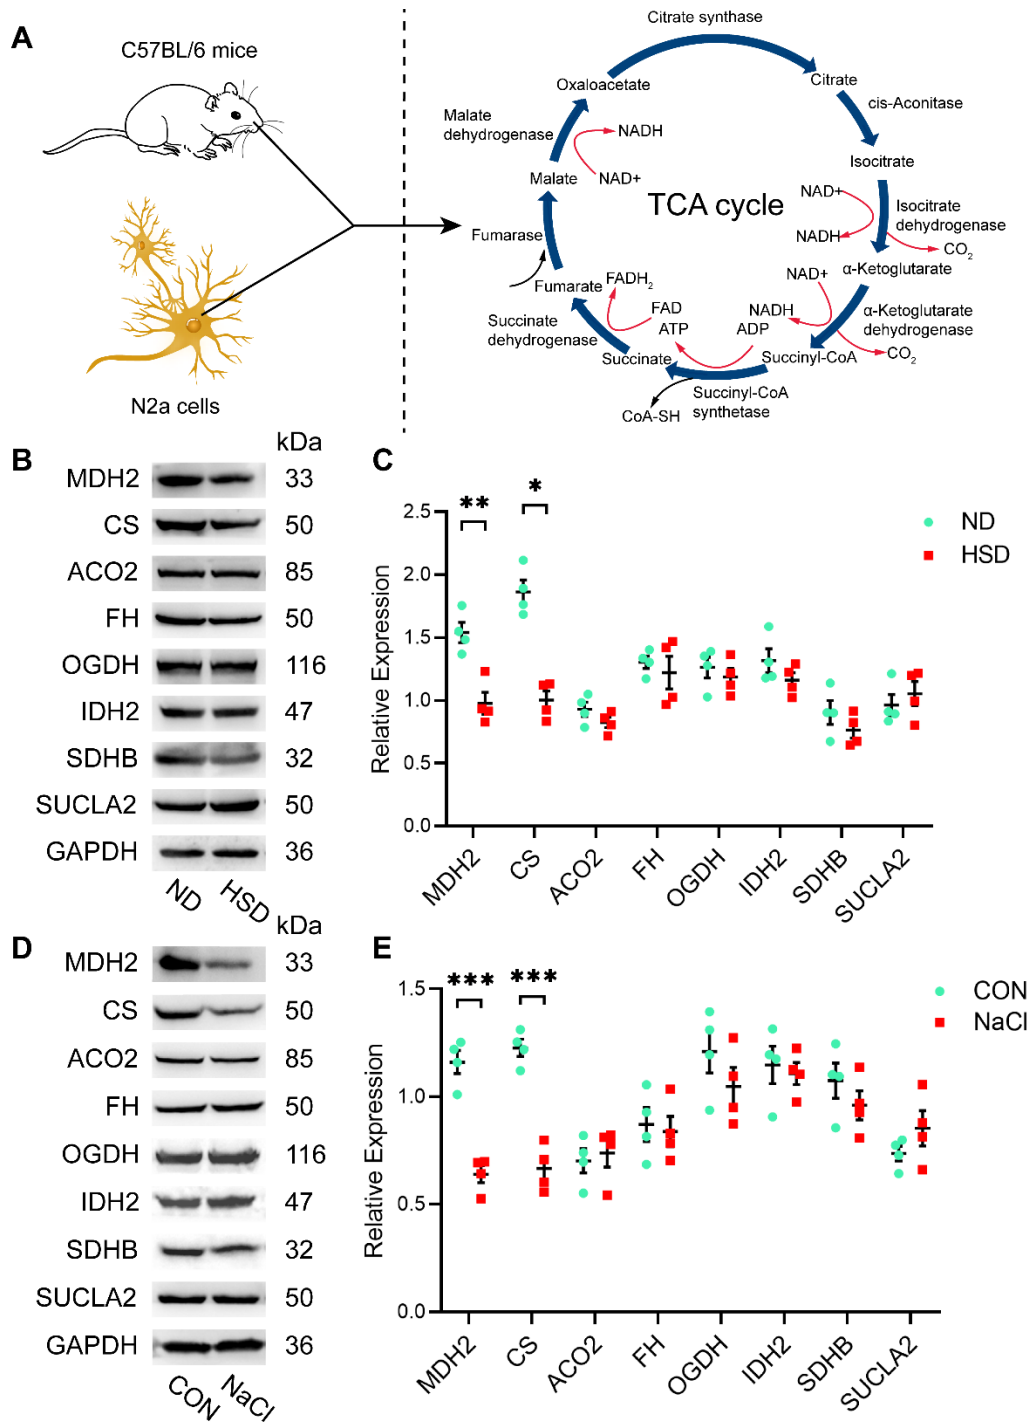 A
C57BL/6 mice
N2a cells
Citrate synthase
Oxaloacetate
Citrate
cis-Aconitase
Malate
dehydrogenase
NADH
NAD+
Malate
Isocitrate
TCA cycle
NAD+
NADH
Isocitrate
dehydrogenase
CO2
Fumarase
α-Ketoglutarate
NAD+
Fumarate
FADH2
FAD
NADH
α-Ketoglutarate
dehydrogenase
Succinate
dehydrogenase
ATP
ADP
CO2
Succinate
Succinyl-CoA
CoA-SH
Succinyl-CoA
synthetase
B
kDa
MDH2 33
CS 50
ACO2 85
FH 50
OGDH 116
IDH2 47
SDHB 32
SUCLA2 50
GAPDH 36
ND HSD
C
** *
ND
HSD
Relative Expression
2.5
2.0
1.5
1.0
0.5
0.0
MDH2 CS ACO2 FH OGDH IDH2 SDHB SUCLA2
D
kDa
MDH2 33
CS 50
ACO2 85
FH 50
OGDH 116
IDH2 47
SDHB 32
SUCLA2 50
GAPDH 36
CON NaCl
E
*** ***
CON
NaCl
Relative Expression
1.5
1.0
0.5
0.0
MDH2 CS ACO2 FH OGDH IDH2 SDHB SUCLA2